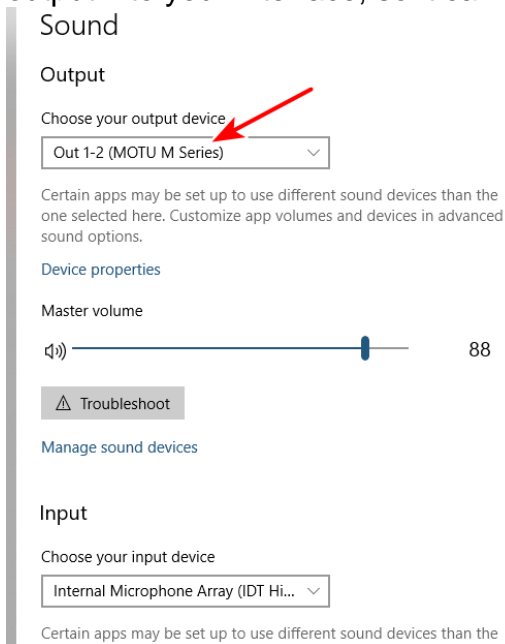 Sound
Output
Choose your output device
Out 1-2 (MOTU M Series)
Certain apps may be set up to use different sound devices than the
one selected here. Customize app volumes and devices in advanced
sound options.
Device properties
Master volume
88
Troubleshoot
Manage sound devices
Input
Choose your input device
Internal Microphone Array (IDT Hi...
Certain apps may be set up to use different sound devices than the